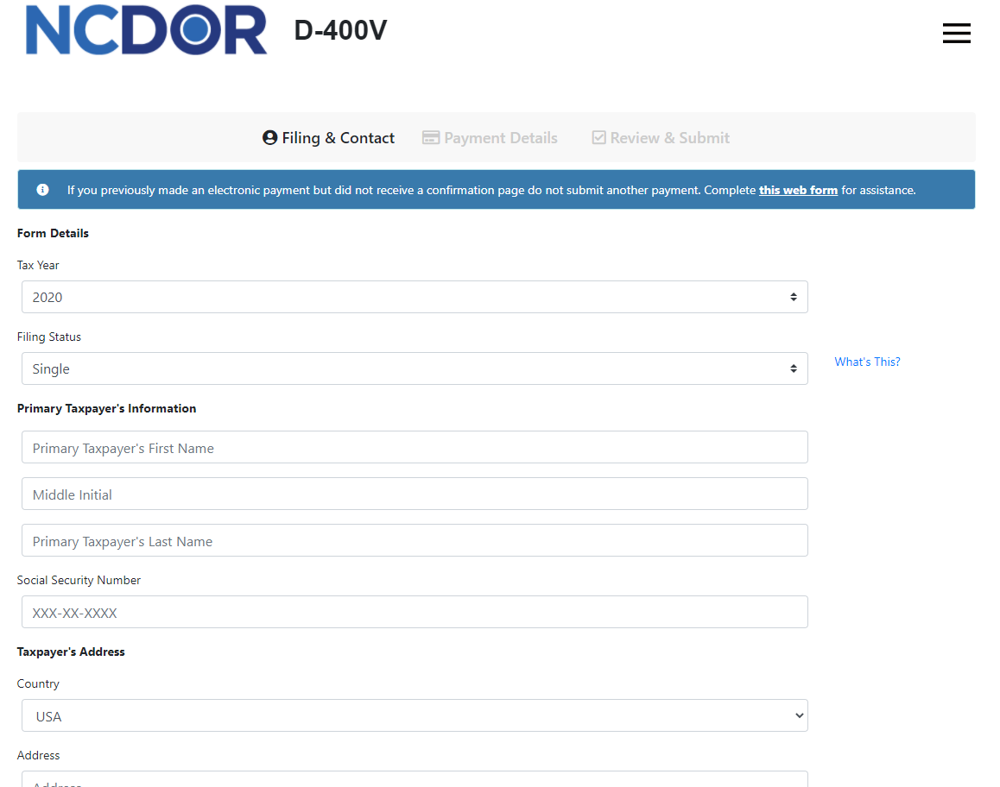 NCDOR D-400V
Filing & Contact Payment Details Review & Submit
If you previously made an electronic payment but did not receive a confirmation page do not submit another payment. Complete this web form for assistance.
Form Details
Tax Year
2020
Filing Status
Single
What's This?
Primary Taxpayer's Information
Primary Taxpayer's First Name
Middle Initial
Primary Taxpayer's Last Name
Social Security Number
XXX-XX-XXXX
Taxpayer's Address
Country
USA
Address
Address